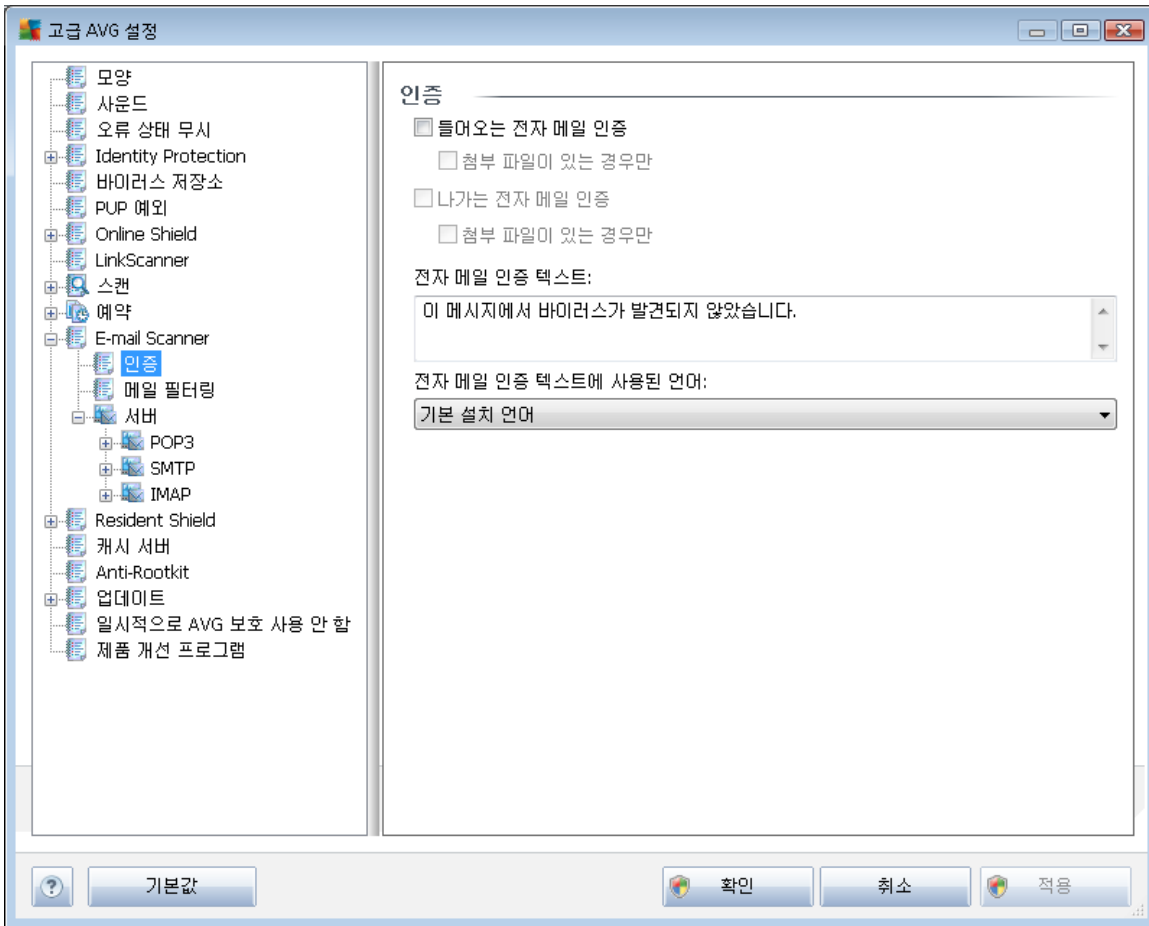 고급 AVG 설정
모양
사운드
오류 상태 무시
Identity Protection
바이러스 저장소
PUP 예외
Online Shield
LinkScanner
스캔
예약
E-mail Scanner
인증
메일 필터링
서버
POP3
SMTP
IMAP
Resident Shield
캐시 서버
Anti-Rootkit
업데이트
일시적으로 AVG 보호 사용 안 함
제품 개선 프로그램
인증
들어오는 전자 메일 인증
첨부 파일이 있는 경우만
나가는 전자 메일 인증
첨부 파일이 있는 경우만
전자 메일 인증 텍스트:
이 메시지에서 바이러스가 발견되지 않았습니다.
전자 메일 인증 텍스트에 사용된 언어:
기본 설치 언어
?
기본값
확인
취소
적용